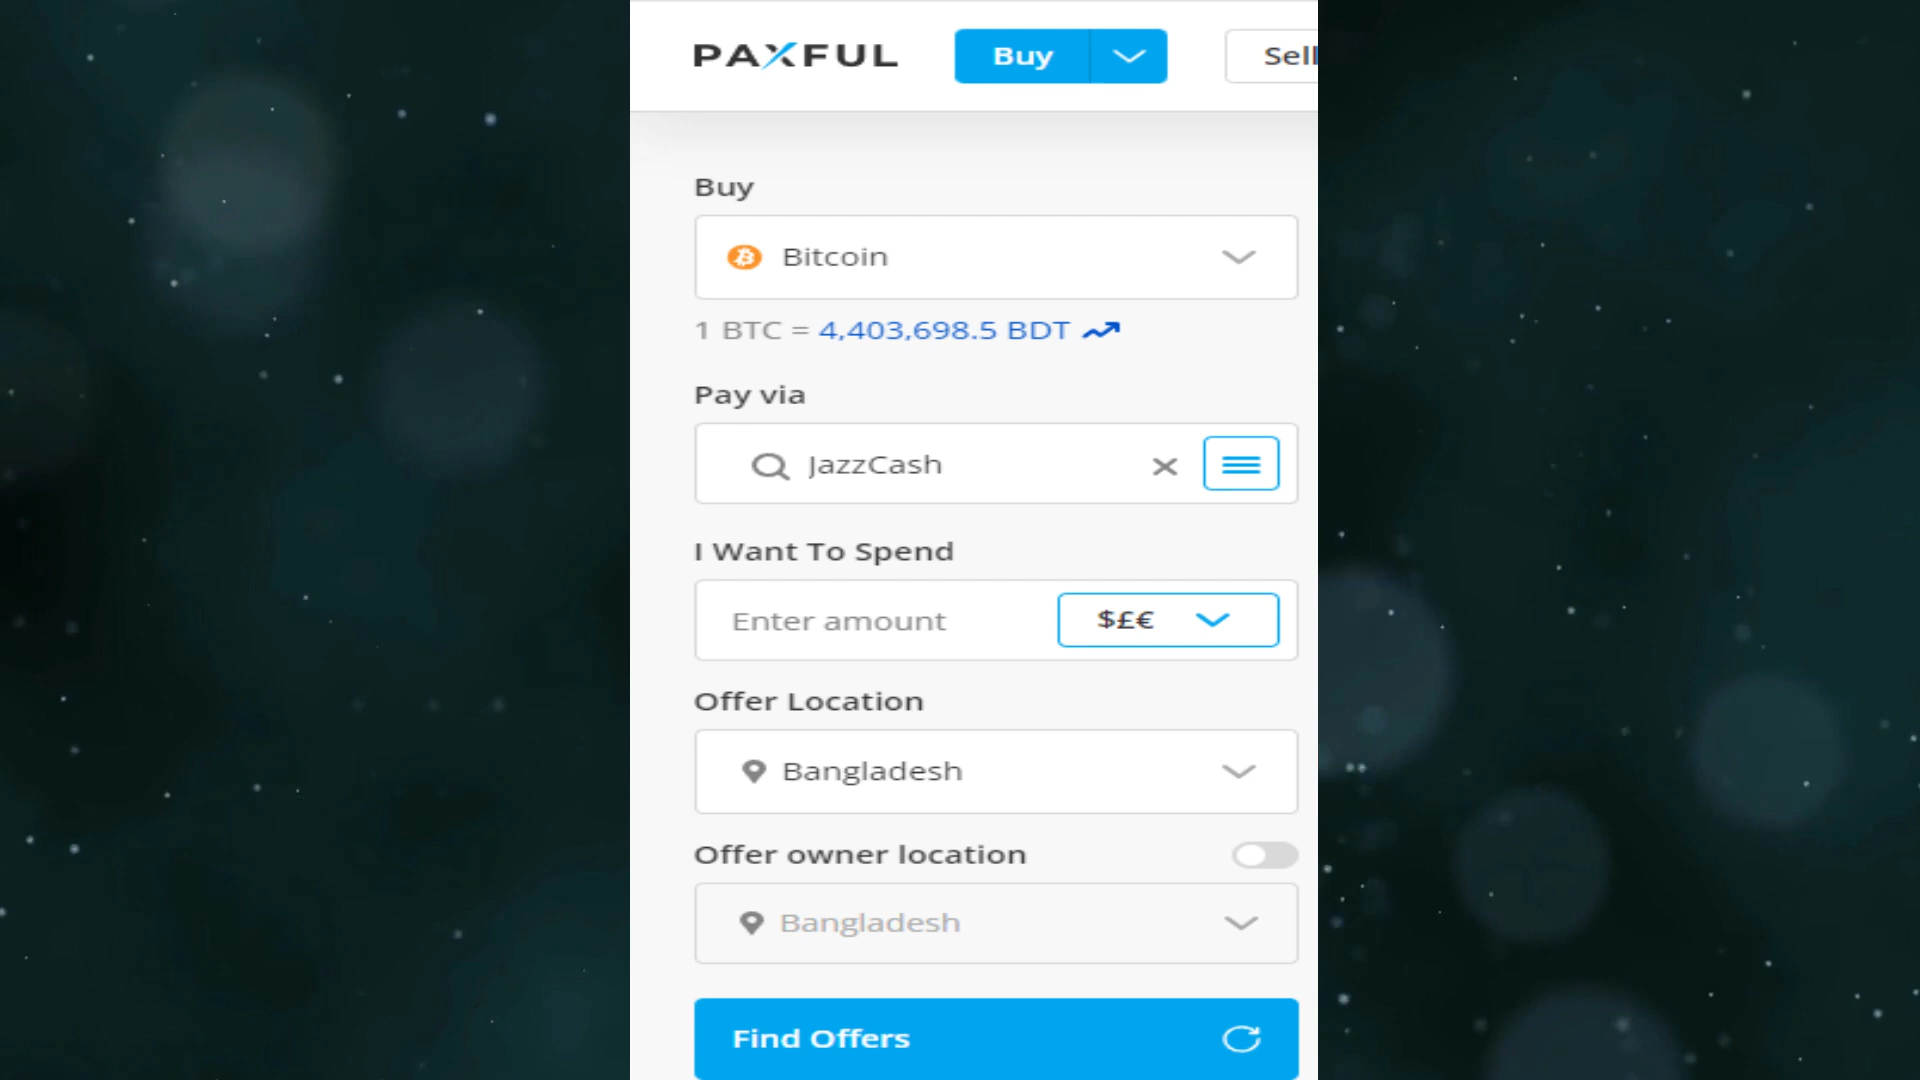 PAXFUL Buy Sell
Buy
Bitcoin
1 BTC = 4,403,698.5 BDT
Pay via
JazzCash
I Want To Spend
Enter amount $£€
Offer Location
Bangladesh
Offer owner location
Bangladesh
Find Offers